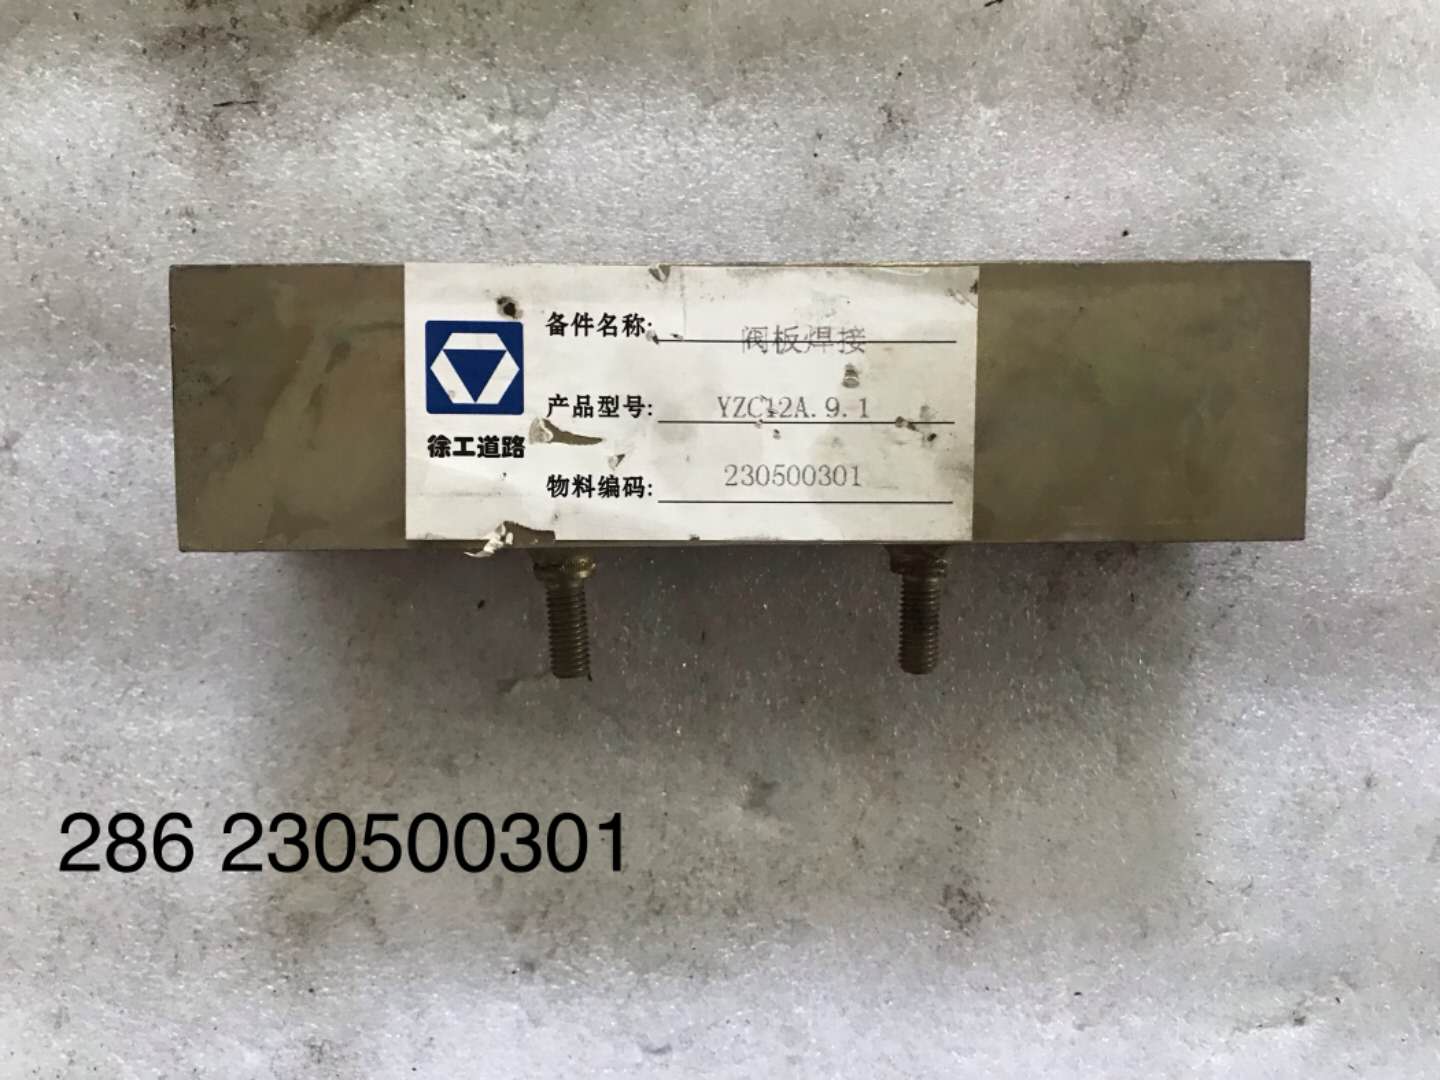 备件名称: 阀板焊接
产品型号: YZC12A.9.1
徐工道路
物料编码: 230500301
286 230500301